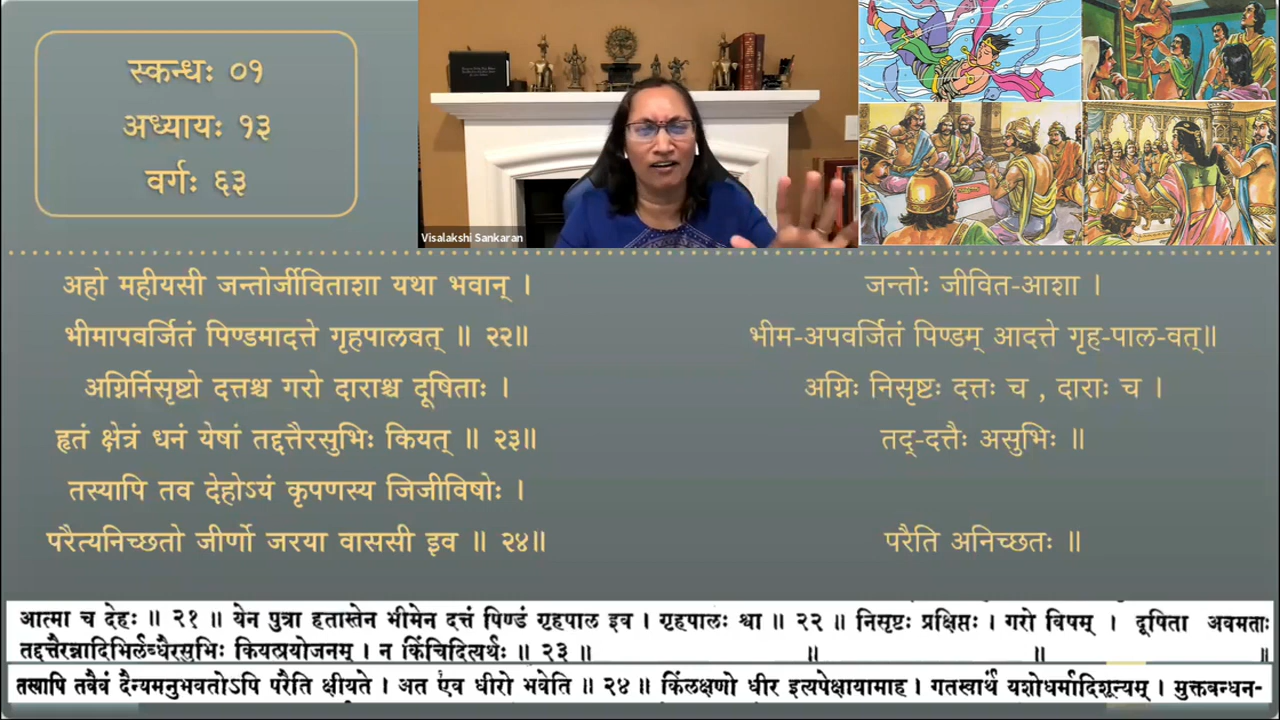 स्कन्धः ०१
अध्यायः १३
वर्गः ६३
Visalakshi Sankaran
अहो महीयसी जन्तोर्जीविताशा यथा भवान् ।
भीमापवर्जितं पिण्डमादत्ते गृहपालवत् ॥ २२॥
अग्निर्निसृष्टो दत्तश्च गरो दाराश्च दूषिताः ।
हृतं क्षेत्रं धनं येषां तद्दत्तैरसुभिः कियत् ॥ २३॥
तस्यापि तव देहोऽयं कृपणस्य जिजीविषोः ।
परैत्यनिच्छतो जीर्णो जरया वाससी इव ॥ २४॥
जन्तोः जीवित-आशा ।
भीम-अपवर्जितं पिण्डम् आदत्ते गृह-पाल-वत्॥
अग्निः निसृष्टः दत्तः च , दाराः च ।
तद्-दत्तैः असुभिः ॥
परैति अनिच्छतः ॥
आत्मा च देहः ॥ २१ ॥ येन पुत्रा हतास्तेन भीमेन दत्तं पिण्डं गृहपाल इव । गृहपालः श्वा ॥ २२ ॥ निसृष्टः प्रक्षिप्तः । गरो विषम् । दूषिता अवमताः
तद्दत्तैरन्नादिभिर्लब्धैरसुभिः कियत्प्रयोजनम् । न किंचिदित्यर्थः ॥ २३ ॥ ॥ ॥ ॥
तस्यापि तवैवं दैन्यमनुभवतोऽपि परैति क्षीयते । अत एव धीरो भवेति ॥ २४ ॥ किंलक्षणो धीर इत्यपेक्षायामाह । गतस्वार्थं यशोधर्मादिशून्यम् । मुक्तबन्धन-